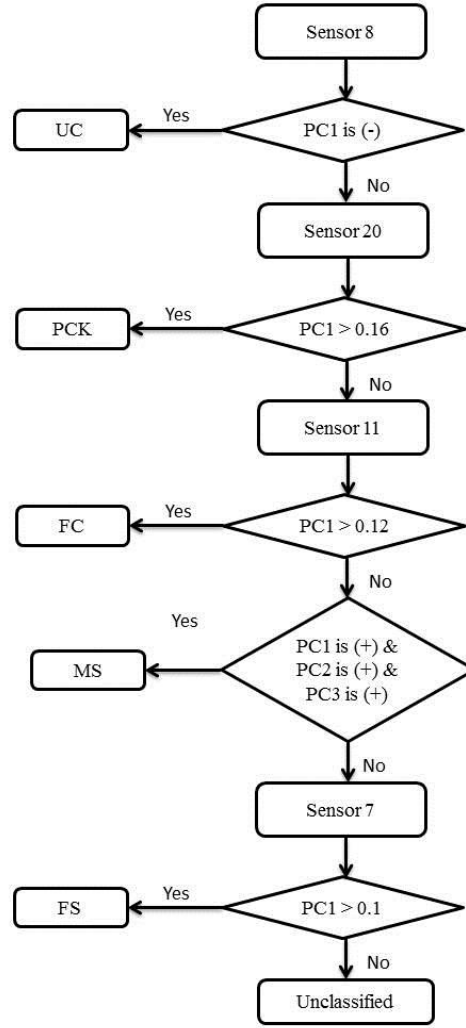 Sensor 8
Yes
UC
PC1 is (-)
No
Sensor 20
Yes
PCK
PC1 > 0.16
No
Sensor 11
Yes
FC
PC1 > 0.12
No
Yes
PC1 is (+) &
PC2 is (+) &
PC3 is (+)
MS
No
Sensor 7
Yes
FS
PC1 > 0.1
No
Unclassified